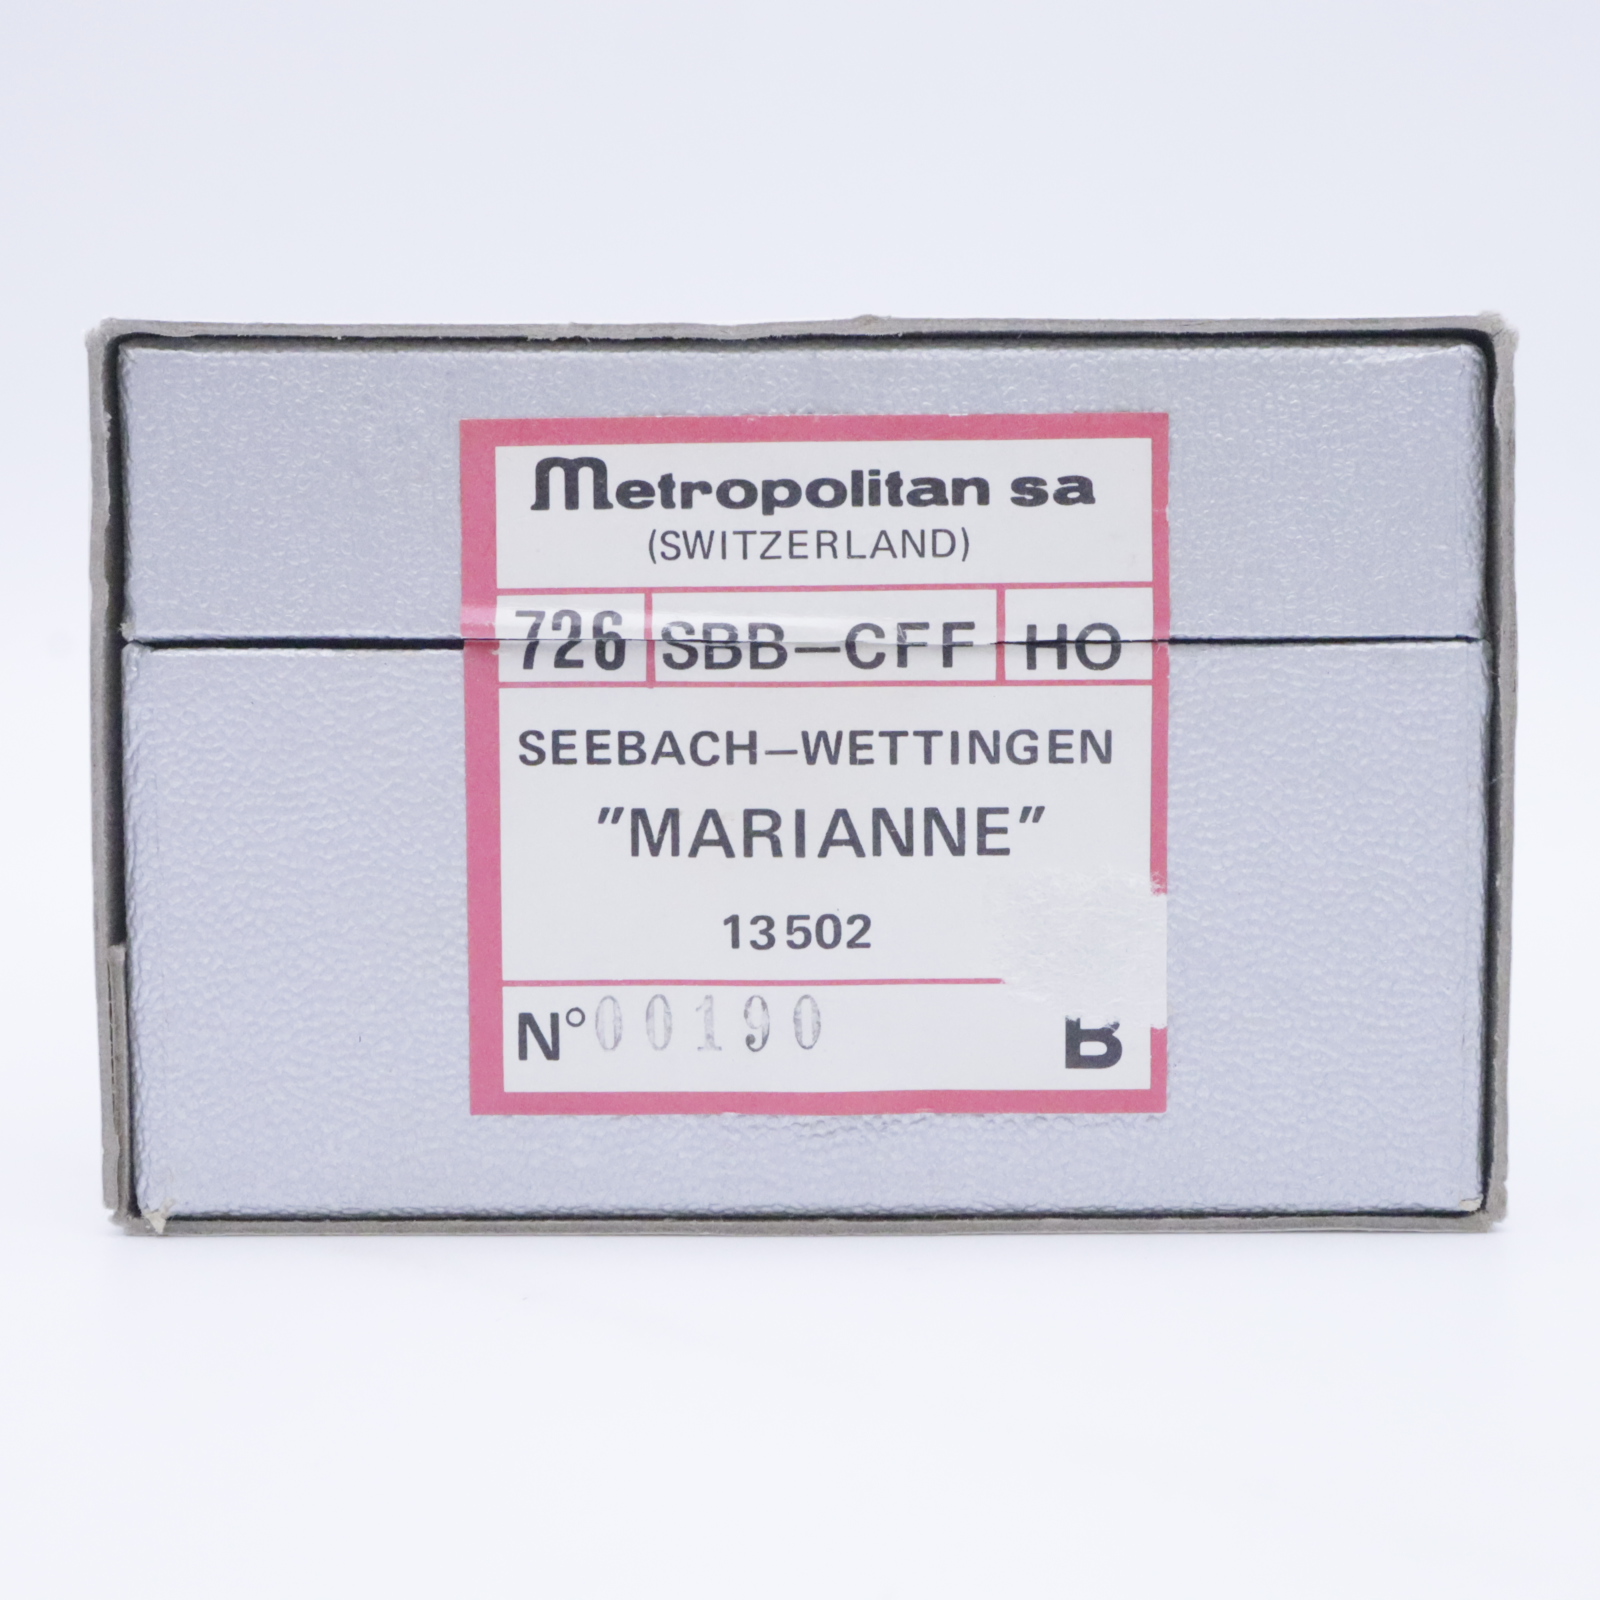 Metropolitan sa
(SWITZERLAND)
726 SBB–CFF HO
SEEBACH–WETTINGEN
"MARIANNE"
13502
N° 00190 B